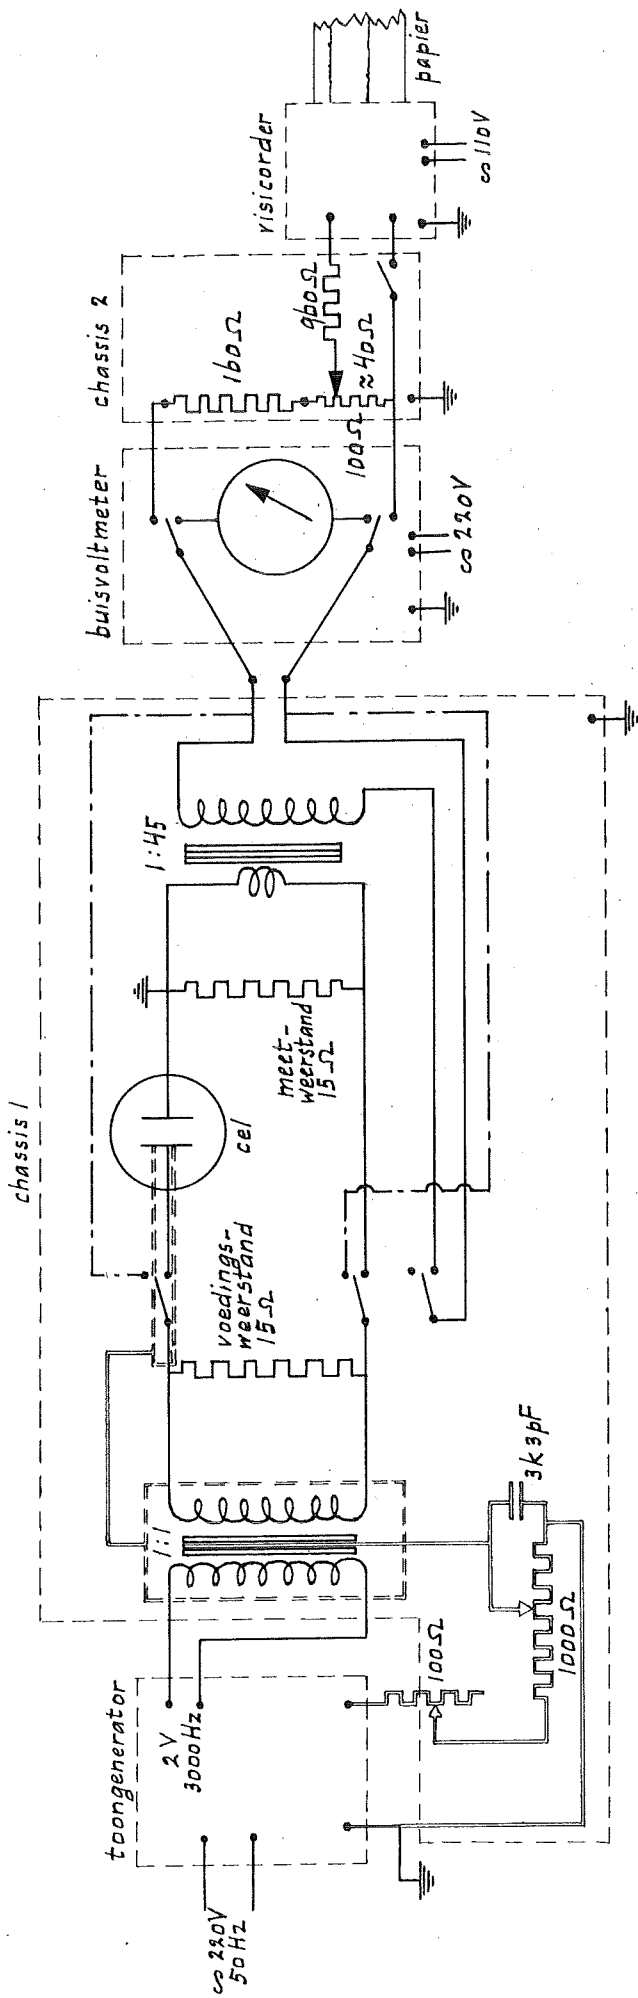 ∾ 220V
50Hz
toongenerator
2V
3000Hz
100Ω
1000Ω
3k3pF
chassis 1
1:1
voedings-
weerstand
15Ω
cel
meet-
weerstand
15Ω
1:45
buisvoltmeter
∾ 220V
chassis 2
160Ω
100Ω
≈40Ω
960Ω
visicorder
∾ 110V
papier